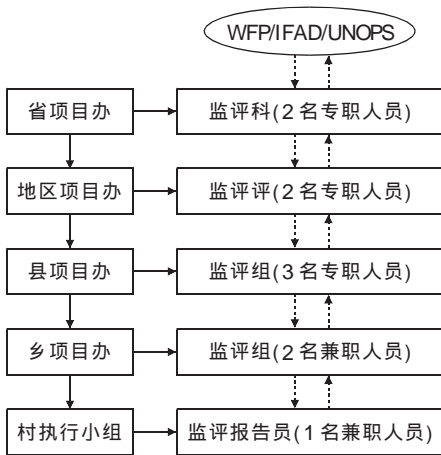 WFP/IFAD/UNOPS
省项目办
监评科(2名专职人员)
地区项目办
监评评(2名专职人员)
县项目办
监评组(3名专职人员)
乡项目办
监评组(2名兼职人员)
村执行小组
监评报告员(1名兼职人员)